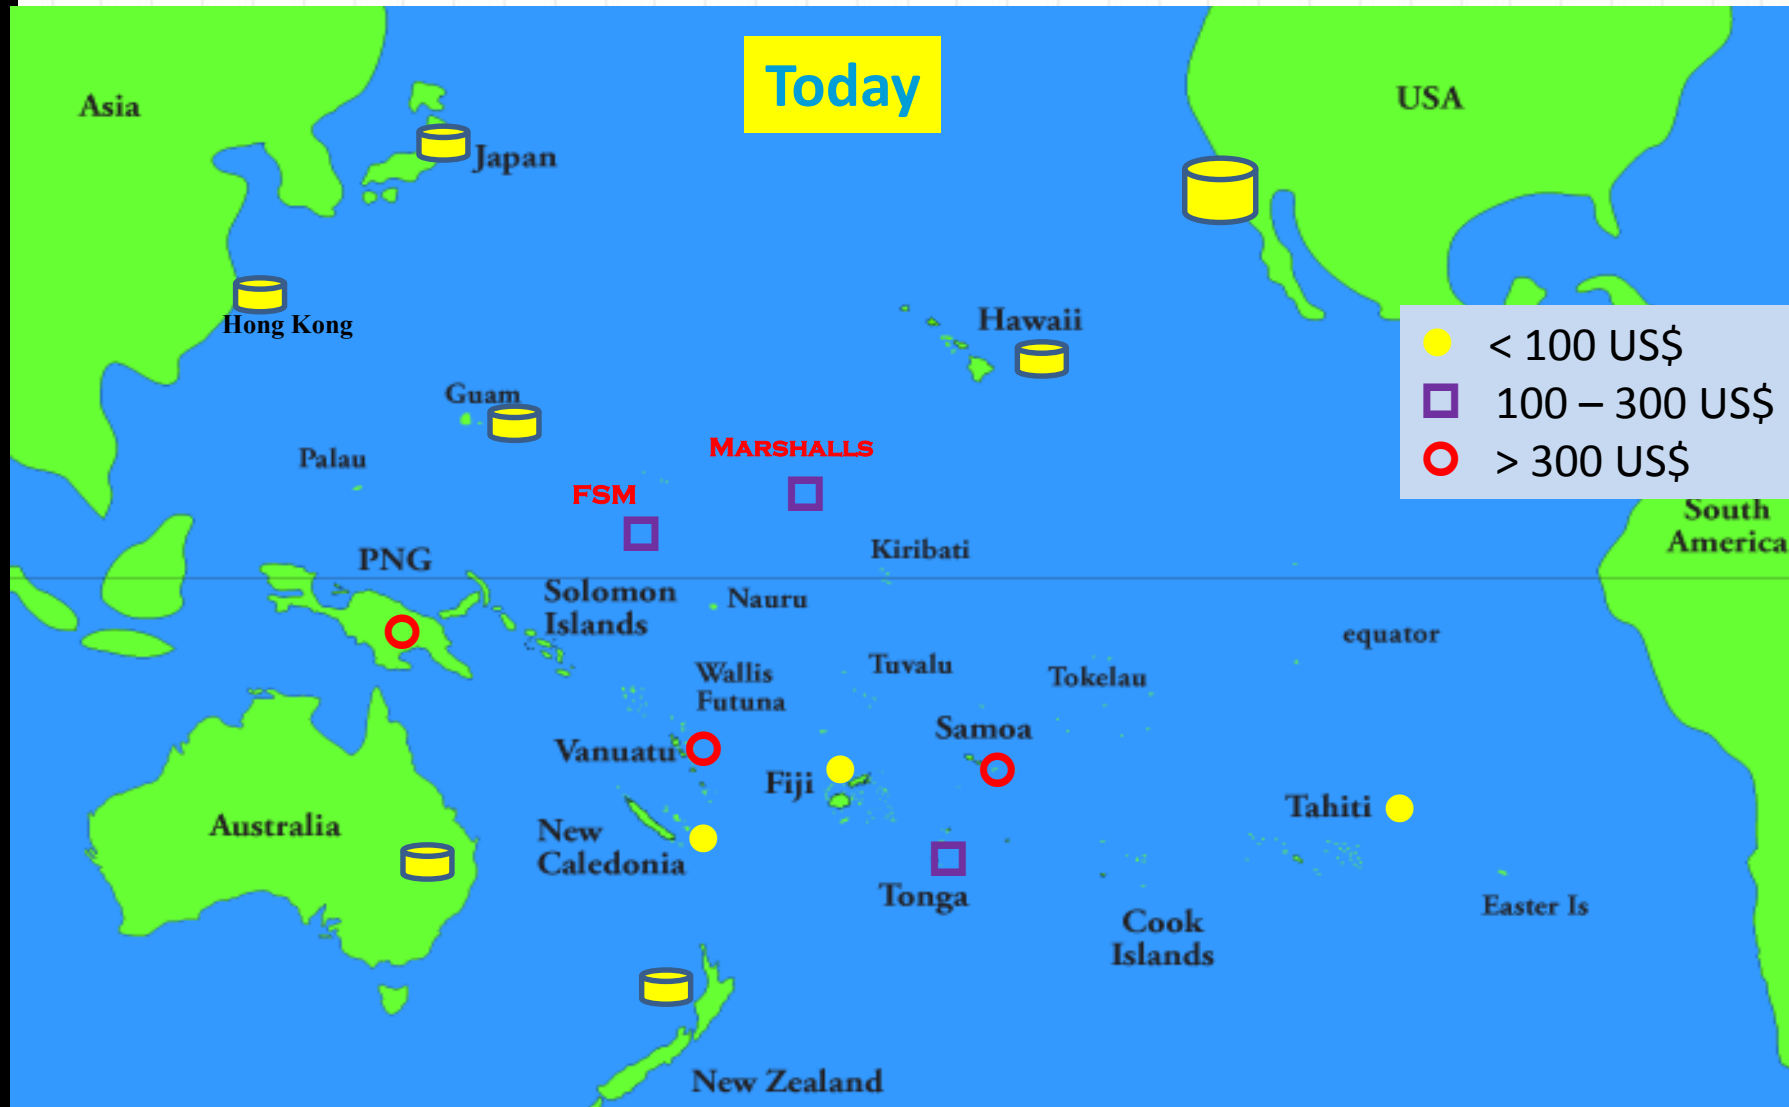 Today
Asia
USA
Japan
Hong Kong
Hawaii
< 100 US$
100 – 300 US$
> 300 US$
Guam
Palau
MARSHALLS
FSM
South
America
PNG
Kiribati
Solomon
Islands
Nauru
equator
Wallis
Futuna
Tuvalu
Tokelau
Samoa
Vanuatu
Fiji
Tahiti
Australia
New
Caledonia
Tonga
Easter Is
Cook
Islands
New Zealand